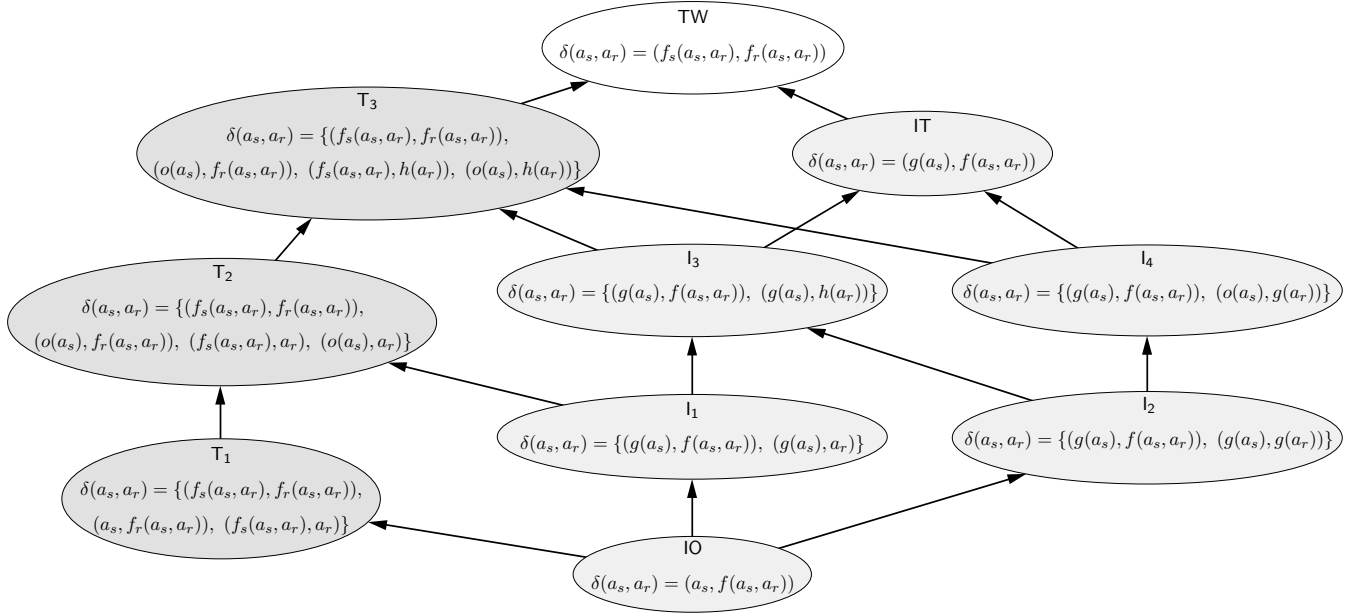 TW
δ(a_s, a_r) = (f_s(a_s, a_r), f_r(a_s, a_r))
T_3
δ(a_s, a_r) = {(f_s(a_s, a_r), f_r(a_s, a_r)),
(o(a_s), f_r(a_s, a_r)), (f_s(a_s, a_r), h(a_r)), (o(a_s), h(a_r))}
IT
δ(a_s, a_r) = (g(a_s), f(a_s, a_r))
T_2
δ(a_s, a_r) = {(f_s(a_s, a_r), f_r(a_s, a_r)),
(o(a_s), f_r(a_s, a_r)), (f_s(a_s, a_r), a_r), (o(a_s), a_r)}
I_3
δ(a_s, a_r) = {(g(a_s), f(a_s, a_r)), (g(a_s), h(a_r))}
I_4
δ(a_s, a_r) = {(g(a_s), f(a_s, a_r)), (o(a_s), g(a_r))}
T_1
δ(a_s, a_r) = {(f_s(a_s, a_r), f_r(a_s, a_r)),
(a_s, f_r(a_s, a_r)), (f_s(a_s, a_r), a_r)}
I_1
δ(a_s, a_r) = {(g(a_s), f(a_s, a_r)), (g(a_s), a_r)}
I_2
δ(a_s, a_r) = {(g(a_s), f(a_s, a_r)), (g(a_s), g(a_r))}
IO
δ(a_s, a_r) = (a_s, f(a_s, a_r))